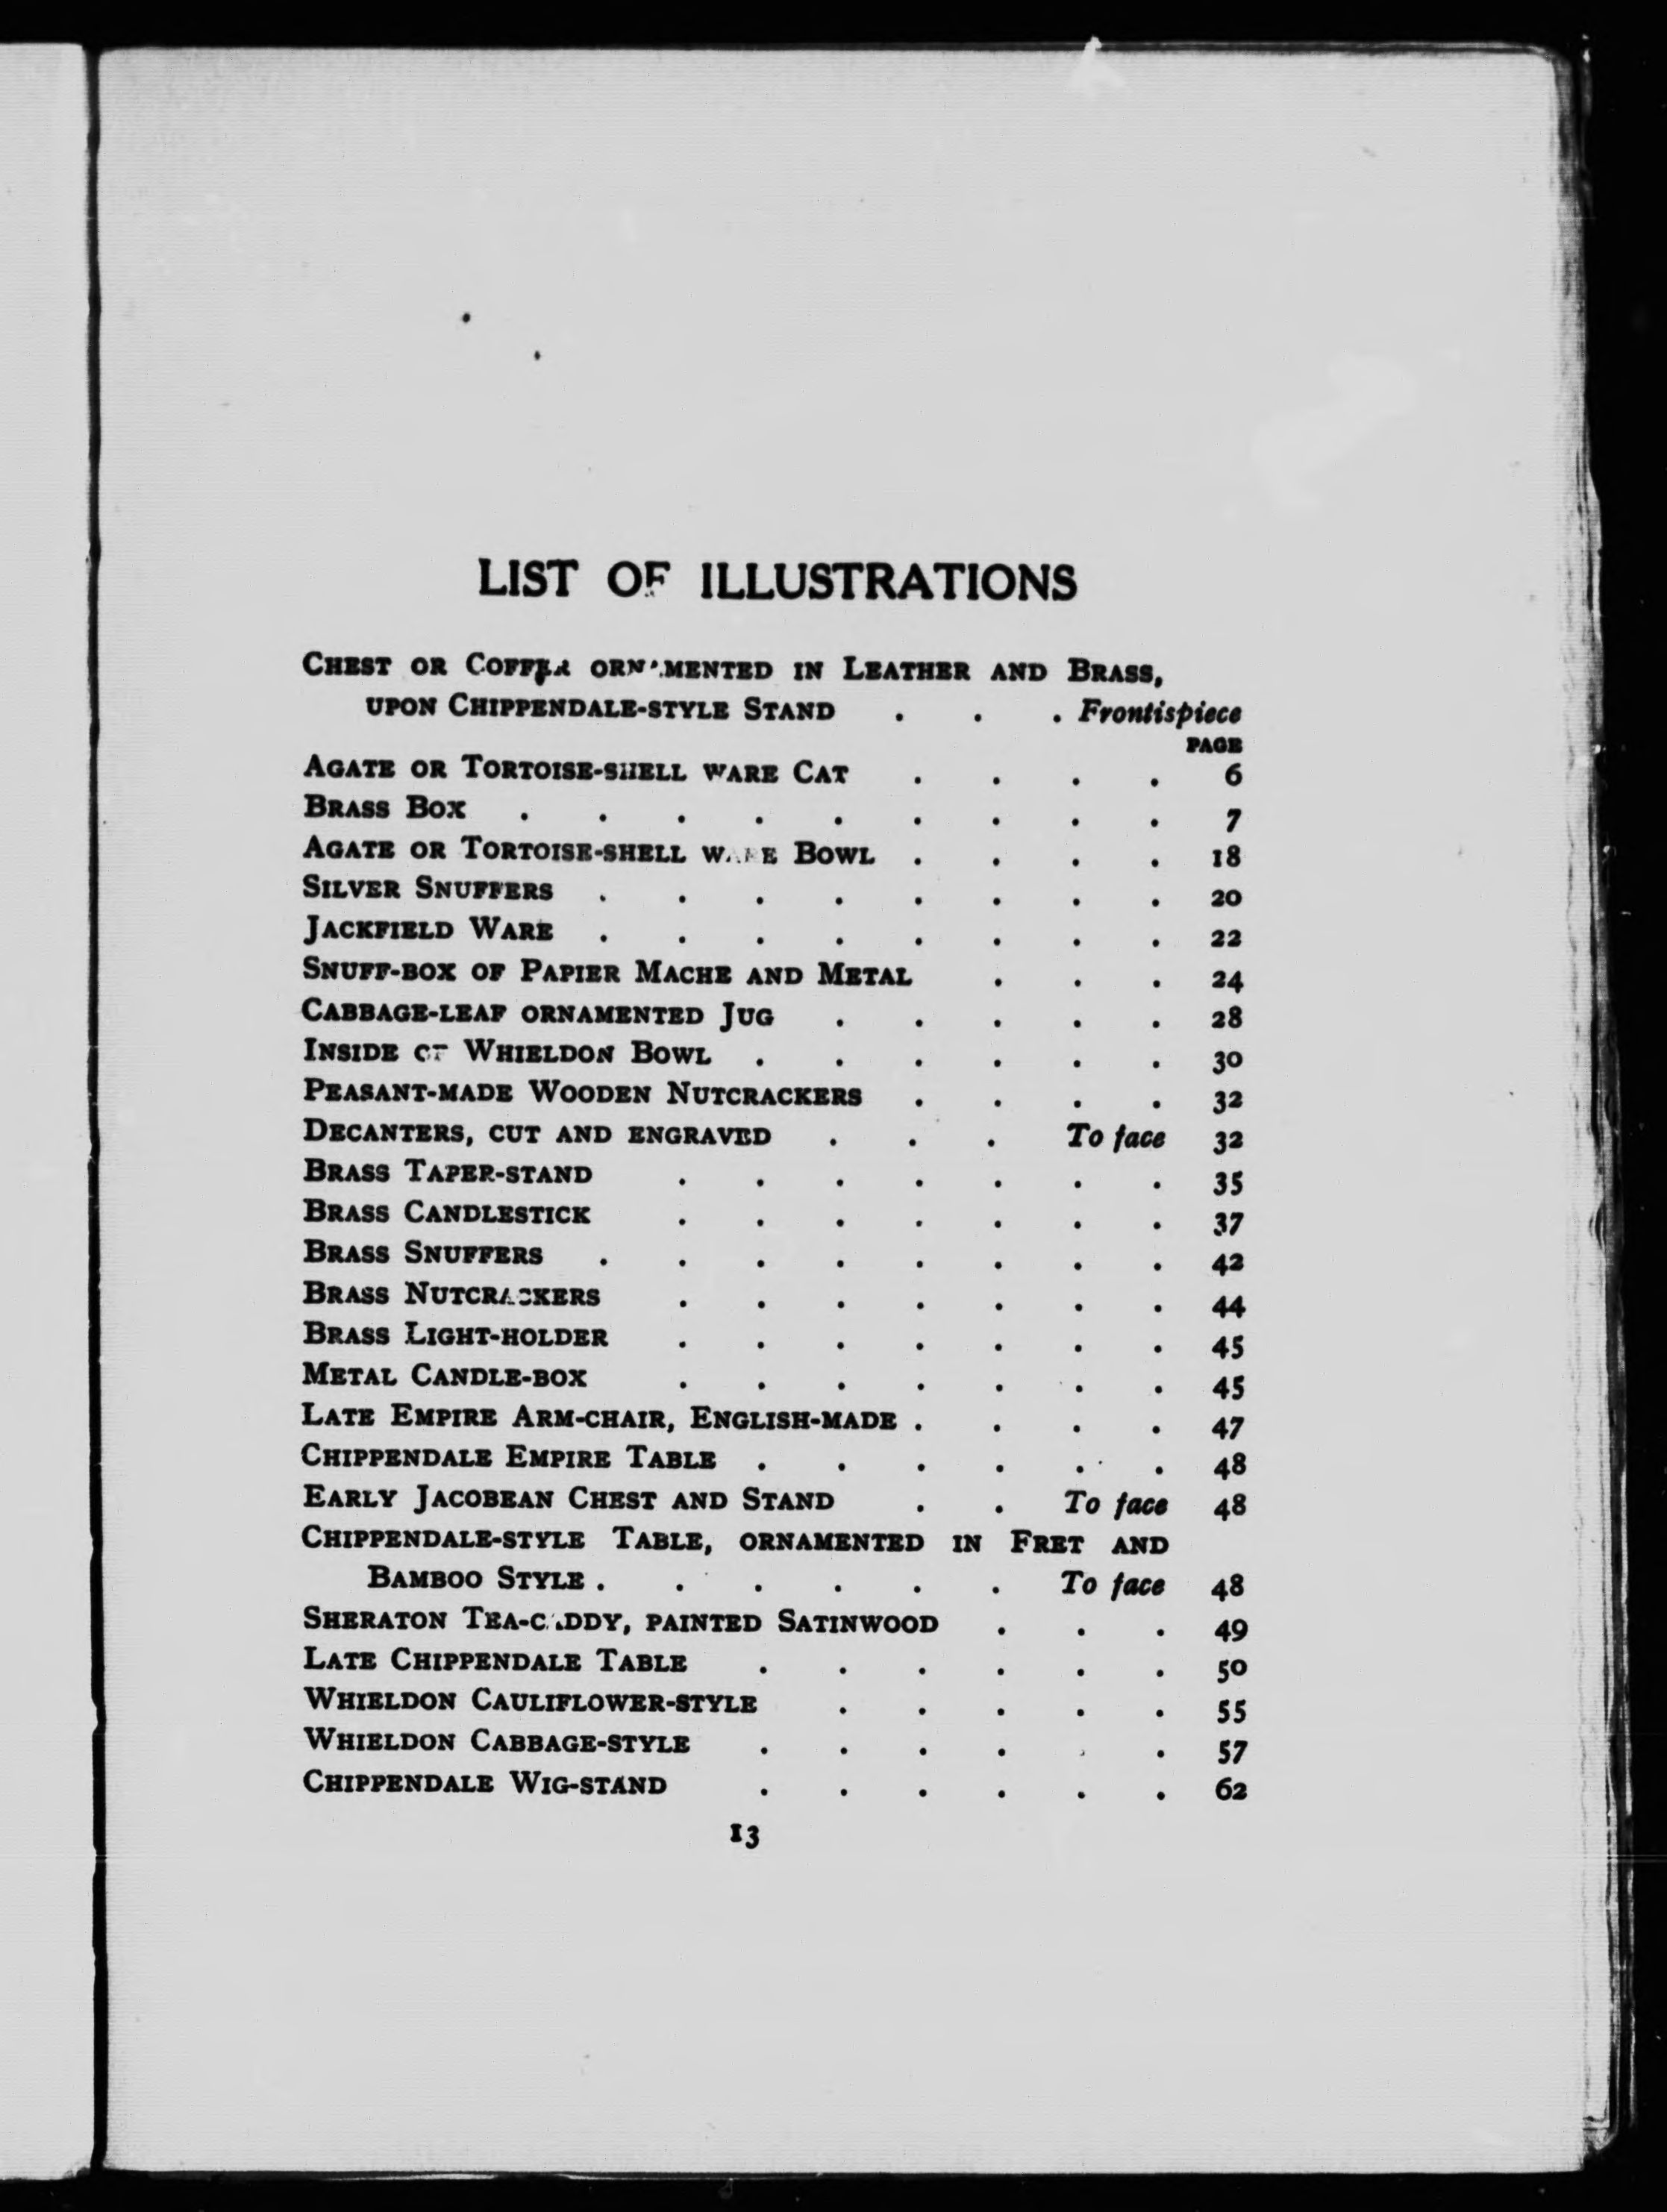 LIST OF ILLUSTRATIONS
CHEST OR COFFER ORNAMENTED IN LEATHER AND BRASS,
UPON CHIPPENDALE-STYLE STAND . . . Frontispiece
PAGE
AGATE OR TORTOISE-SHELL WARE CAT . . . . 6
BRASS BOX . . . . . . . . . 7
AGATE OR TORTOISE-SHELL WARE BOWL . . . . 18
SILVER SNUFFERS . . . . . . . . 20
JACKFIELD WARE . . . . . . . . 22
SNUFF-BOX OF PAPIER MACHE AND METAL . . . 24
CABBAGE-LEAF ORNAMENTED JUG . . . . . 28
INSIDE OF WHIELDON BOWL . . . . . . 30
PEASANT-MADE WOODEN NUTCRACKERS . . . . 32
DECANTERS, CUT AND ENGRAVED . . . To face 32
BRASS TAPER-STAND . . . . . . . 35
BRASS CANDLESTICK . . . . . . . 37
BRASS SNUFFERS . . . . . . . . 42
BRASS NUTCRACKERS . . . . . . . 44
BRASS LIGHT-HOLDER . . . . . . . 45
METAL CANDLE-BOX . . . . . . . 45
LATE EMPIRE ARM-CHAIR, ENGLISH-MADE . . . . 47
CHIPPENDALE EMPIRE TABLE . . . . . . 48
EARLY JACOBEAN CHEST AND STAND . . To face 48
CHIPPENDALE-STYLE TABLE, ORNAMENTED IN FRET AND
BAMBOO STYLE . . . . . . To face 48
SHERATON TEA-CADDY, PAINTED SATINWOOD . . . 49
LATE CHIPPENDALE TABLE . . . . . . 50
WHIELDON CAULIFLOWER-STYLE . . . . . 55
WHIELDON CABBAGE-STYLE . . . . . . 57
CHIPPENDALE WIG-STAND . . . . . . 62
13